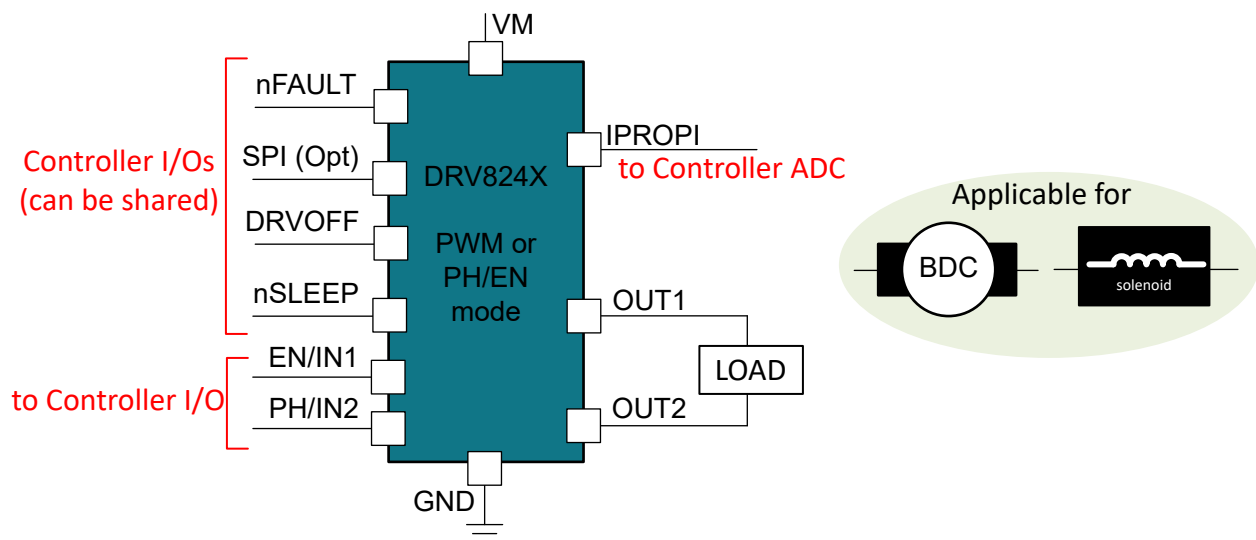 VM
nFAULT
SPI (Opt)
DRVOFF
nSLEEP
Controller I/Os
(can be shared)
EN/IN1
PH/IN2
to Controller I/O
DRV824X
PWM or
PH/EN
mode
IPROPI
to Controller ADC
OUT1
LOAD
OUT2
GND
Applicable for
BDC
solenoid